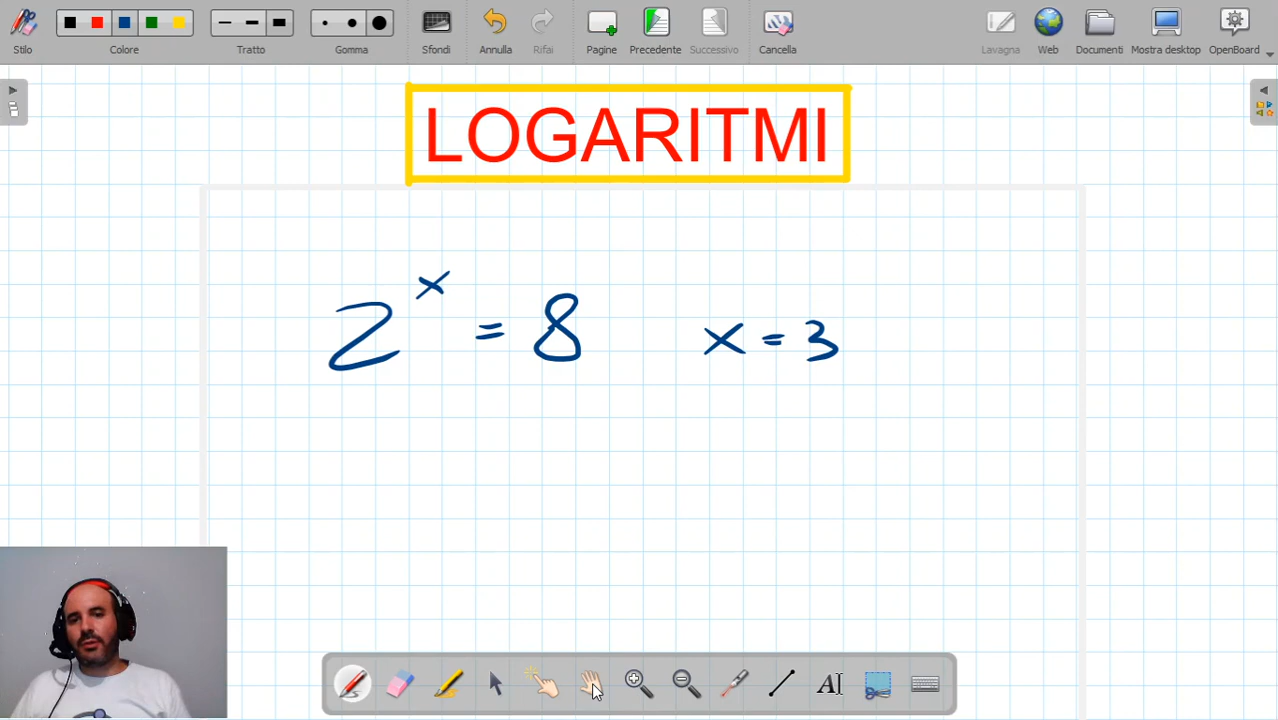 Stilo Colore Tratto Gomma Sfondi Annulla Rifai Pagine Precedente Successivo Cancella Lavagna Web Documenti Mostra desktop OpenBoard
LOGARITMI
2^x = 8 x = 3
AI